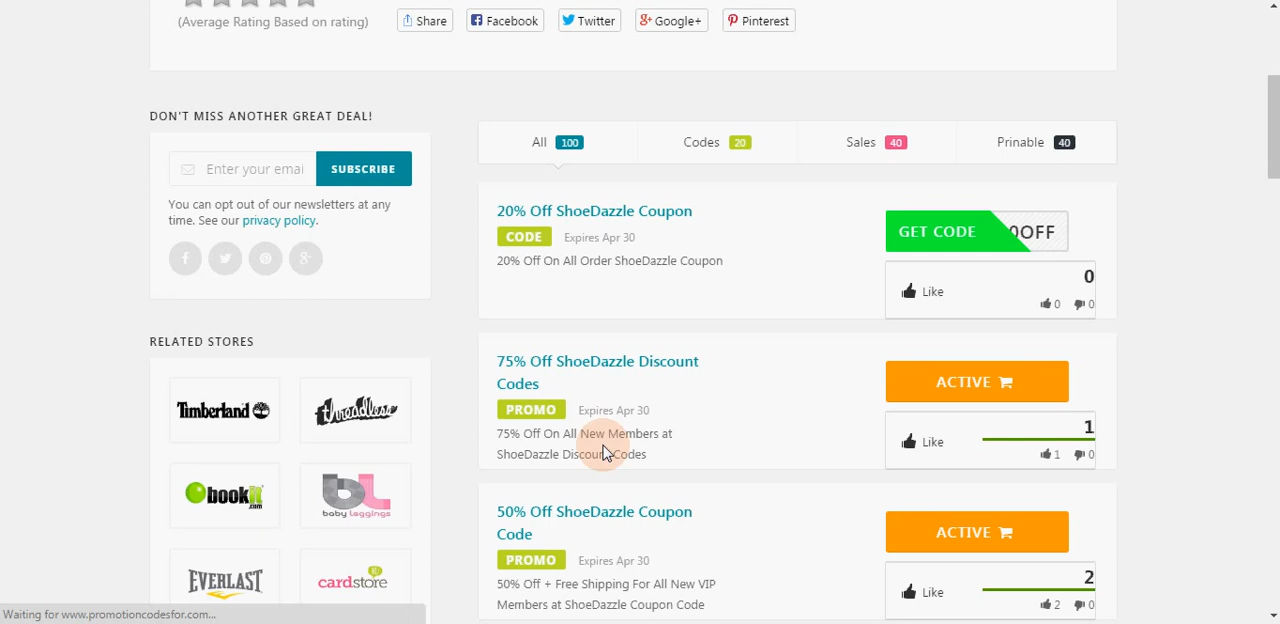 (Average Rating Based on rating)
Share
Facebook
Twitter
Google+
Pinterest
DON'T MISS ANOTHER GREAT DEAL!
Enter your emai
SUBSCRIBE
You can opt out of our newsletters at any
time. See our privacy policy.
RELATED STORES
Timberland
threadless
bookit
.com
bL
baby leggings
EVERLAST
cardstore
All 100
Codes 20
Sales 40
Prinable 40
20% Off ShoeDazzle Coupon
CODE Expires Apr 30
20% Off On All Order ShoeDazzle Coupon
GET CODE 0OFF
0
Like
0 0
75% Off ShoeDazzle Discount
Codes
PROMO Expires Apr 30
75% Off On All New Members at
ShoeDazzle Discount Codes
ACTIVE
1
Like
1 0
50% Off ShoeDazzle Coupon
Code
PROMO Expires Apr 30
50% Off + Free Shipping For All New VIP
Members at ShoeDazzle Coupon Code
ACTIVE
2
Like
2 0
Waiting for www.promotioncodesfor.com...